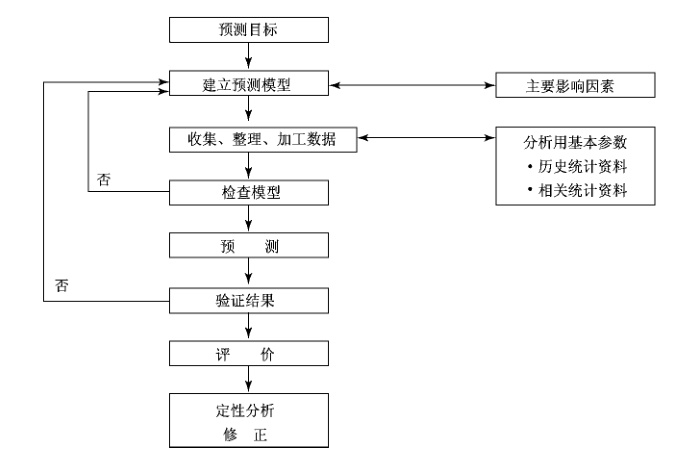 预测目标
建立预测模型
主要影响因素
收集、整理、加工数据
分析用基本参数
·历史统计资料
·相关统计资料
否
检查模型
预 测
否
验证结果
评 价
定性分析
修 正